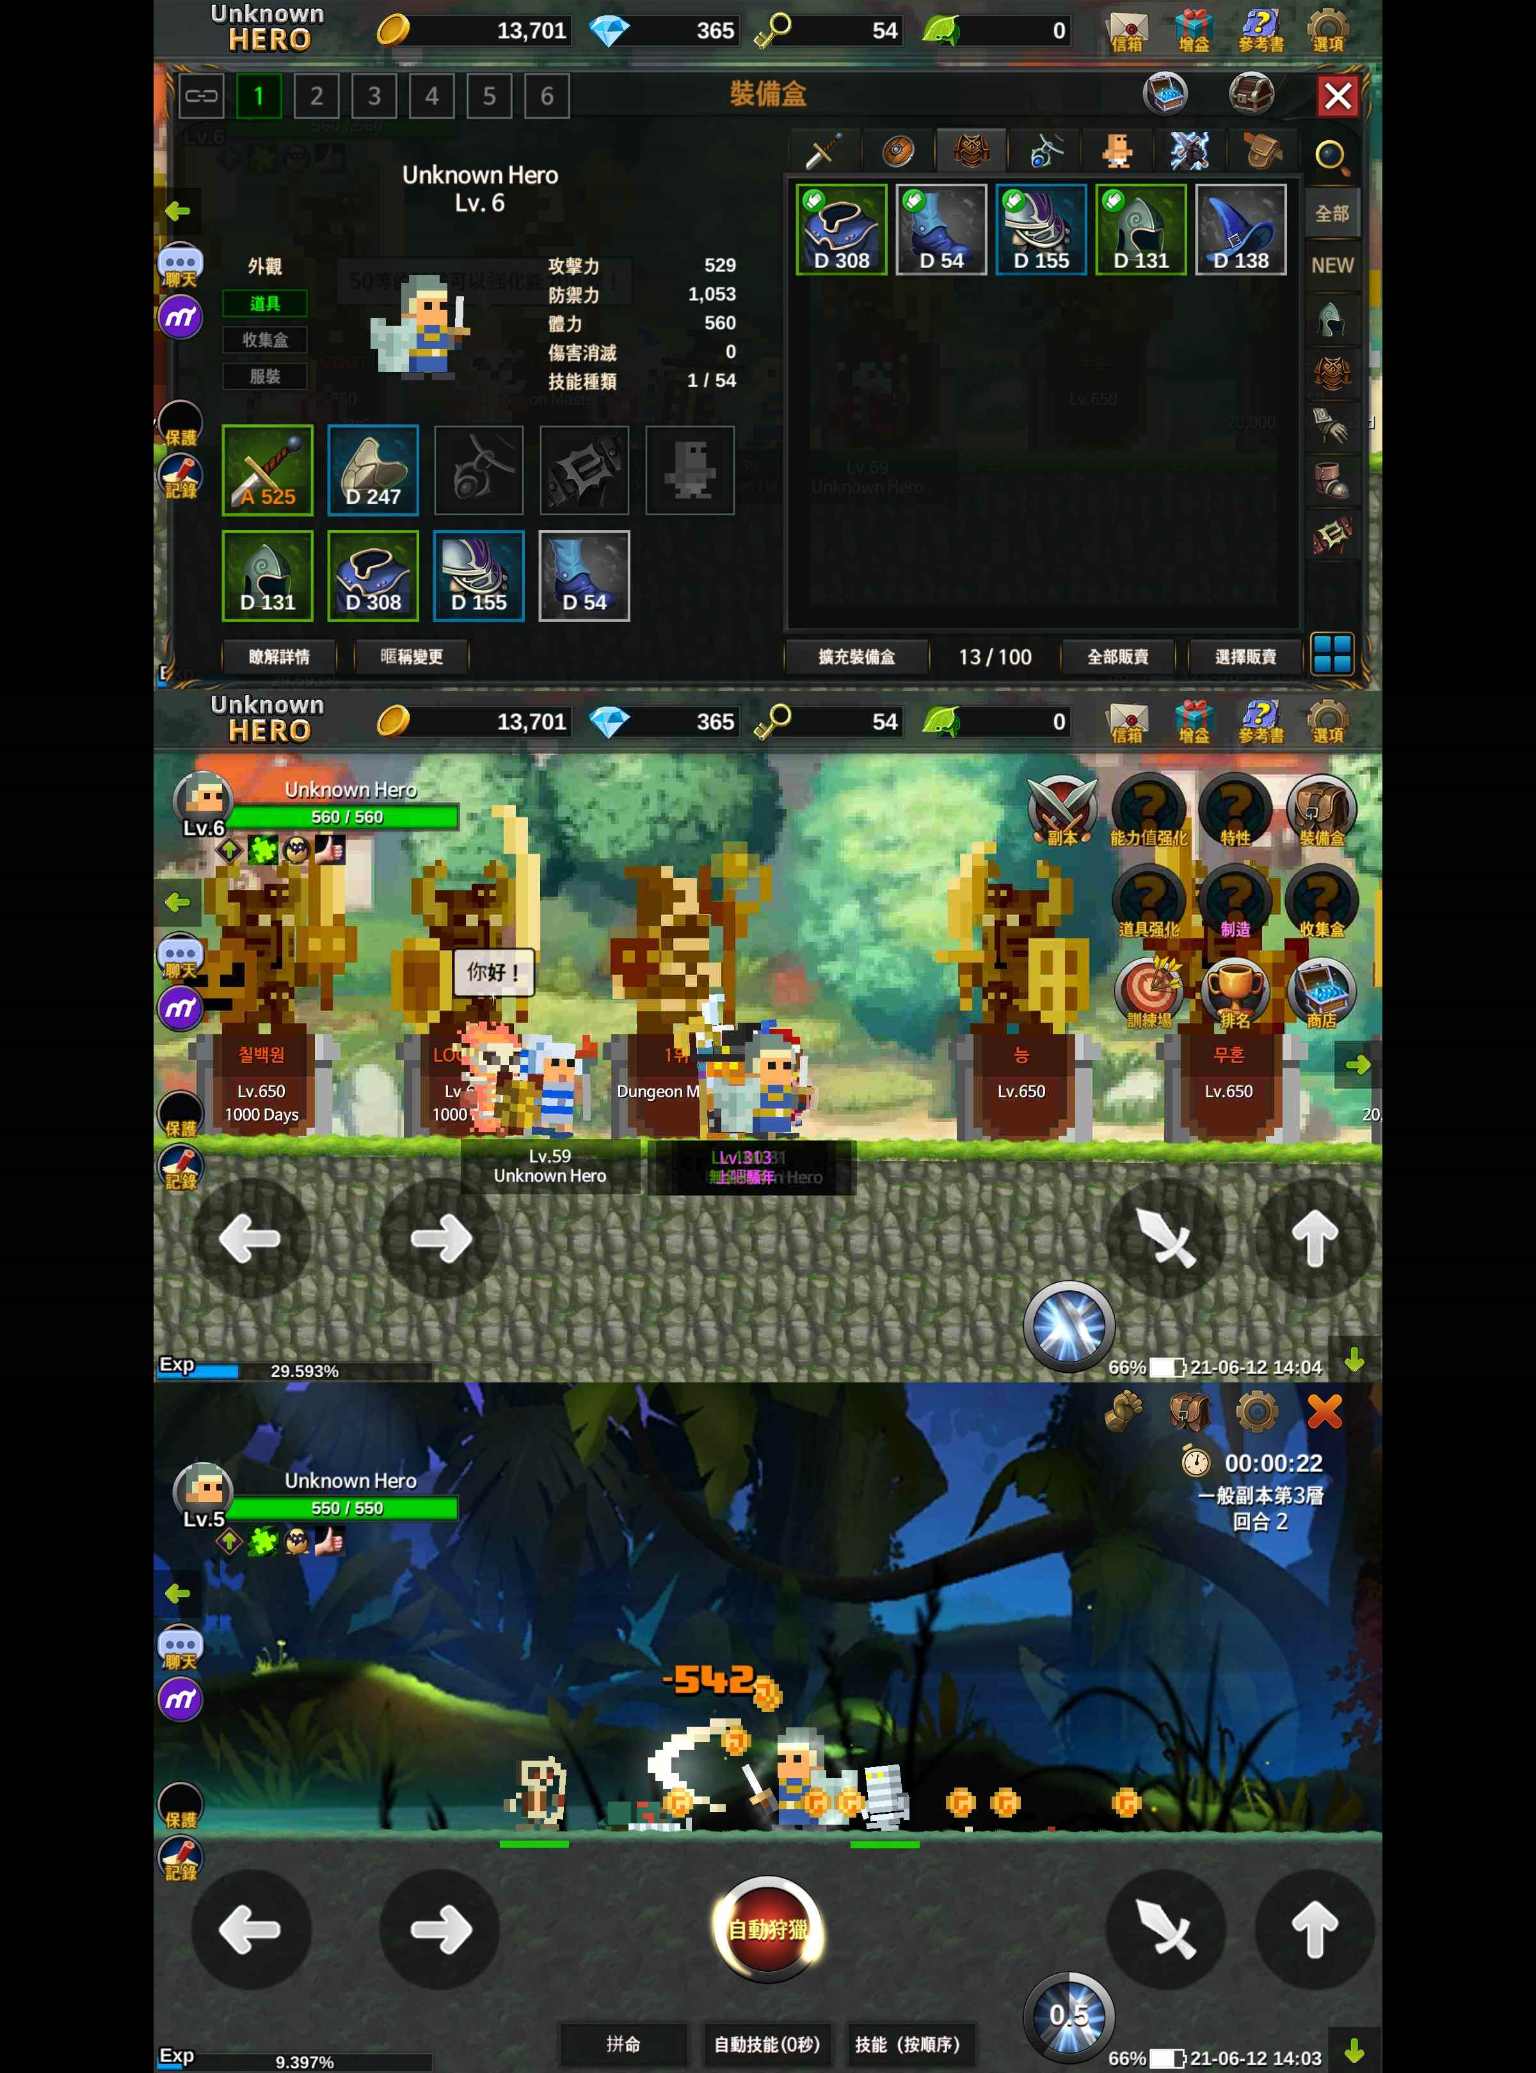 Unknown
HERO
13,701
365
54
0
信箱
增益
參考書
選項
1
2
3
4
5
6
裝備盒
Unknown Hero
Lv. 6
聊天
保護
記錄
外觀
道具
收集盒
服裝
攻擊力 529
防禦力 1,053
體力 560
傷害消滅 0
技能種類 1 / 54
A 525
D 247
D 131
D 308
D 155
D 54
瞭解詳情
暱稱變更
D 308
D 54
D 155
D 131
D 138
全部
NEW
擴充裝備盒
13 / 100
全部販賣
選擇販賣
Unknown
HERO
13,701
365
54
0
信箱
增益
參考書
選項
Unknown Hero
560 / 560
Lv.6
副本
能力值强化
特性
裝備盒
道具强化
制造
收集盒
訓練場
排名
商店
聊天
保護
記錄
你好！
칠백원
Lv.650
1000 Days
1000
Dungeon M
능
Lv.650
무혼
Lv.650
20,
Lv.59
Unknown Hero
Exp
29.593%
66%
21-06-12 14:04
Unknown Hero
550 / 550
Lv.5
00:00:22
一般副本第3層
回合 2
聊天
保護
記錄
-542
自動狩獵
拼命
自動技能(0秒)
技能（按順序）
0.5
Exp
9.397%
66%
21-06-12 14:03